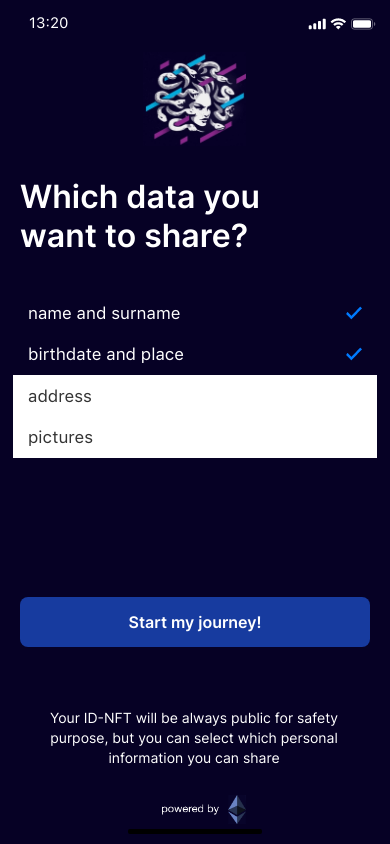 13:20
Which data you
want to share?
name and surname
birthdate and place
address
pictures
Start my journey!
Your ID-NFT will be always public for safety
purpose, but you can select which personal
information you can share
powered by